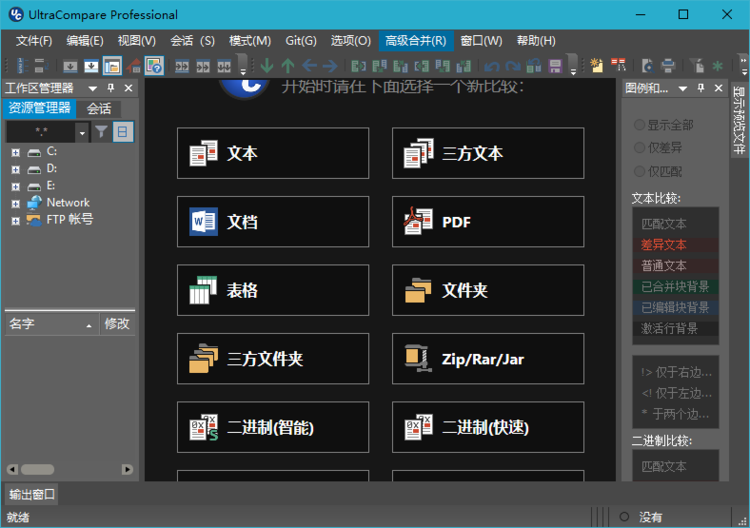 UltraCompare Professional
文件(F) 编辑(E) 视图(V) 会话 (S) 模式(M) Git(G) 选项(O) 高级合并(R) 窗口(W) 帮助(H)
工作区管理器
资源管理器 会话
*.*
C:
D:
E:
Network
FTP 帐号
名字 修改
开始时请在下面选择一个新比较:
文本 三方文本
文档 PDF
表格 文件夹
三方文件夹 Zip/Rar/Jar
二进制(智能) 二进制(快速)
图例和...
显示全部
仅差异
仅匹配
文本比较:
匹配文本
差异文本
普通文本
已合并块背景
已编辑块背景
激活行背景
!> 仅于右边...
<! 仅于左边...
* 于两个边...
二进制比较:
匹配文本
显示预览文件
输出窗口
就绪 没有